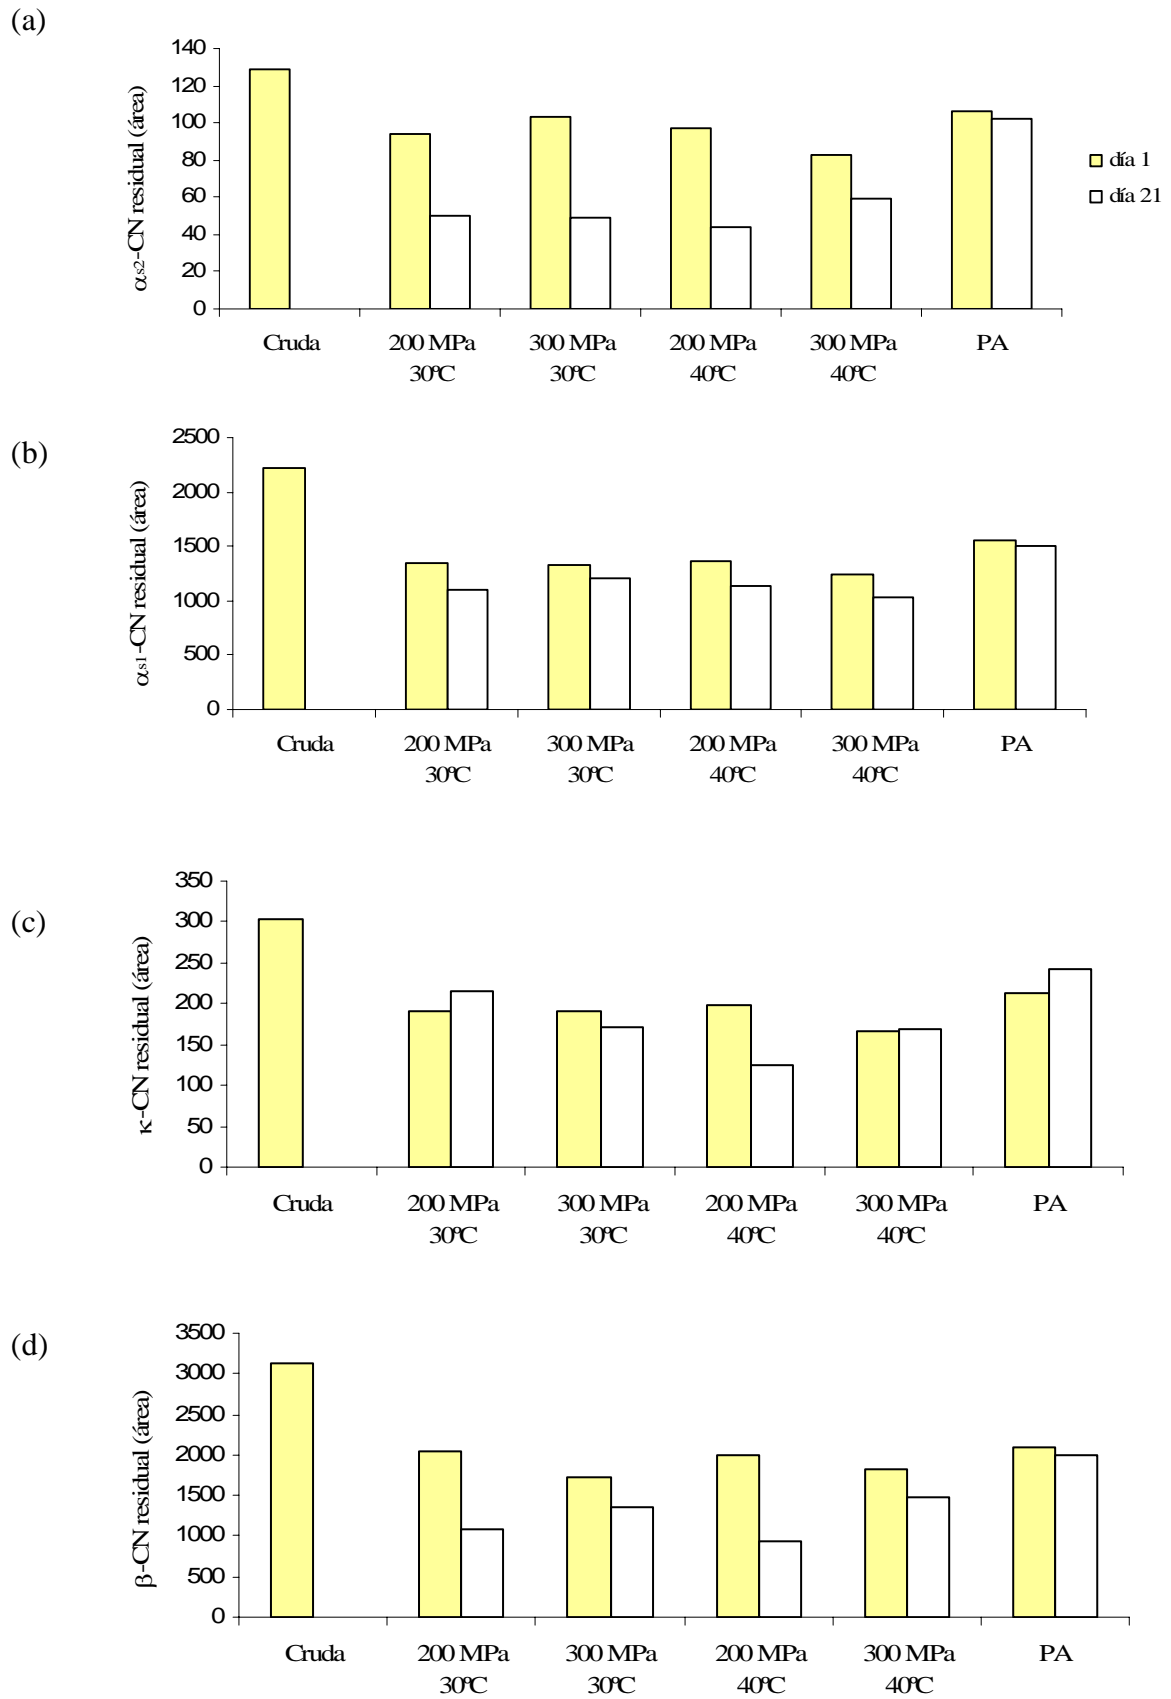 (a)
αs2-CN residual (área)
140
120
100
80
60
40
20
0
Cruda
200 MPa
30ºC
300 MPa
30ºC
200 MPa
40ºC
300 MPa
40ºC
PA
día 1
día 21
(b)
αs1-CN residual (área)
2500
2000
1500
1000
500
0
Cruda
200 MPa
30ºC
300 MPa
30ºC
200 MPa
40ºC
300 MPa
40ºC
PA
(c)
κ-CN residual (área)
350
300
250
200
150
100
50
0
Cruda
200 MPa
30ºC
300 MPa
30ºC
200 MPa
40ºC
300 MPa
40ºC
PA
(d)
β-CN residual (área)
3500
3000
2500
2000
1500
1000
500
0
Cruda
200 MPa
30ºC
300 MPa
30ºC
200 MPa
40ºC
300 MPa
40ºC
PA